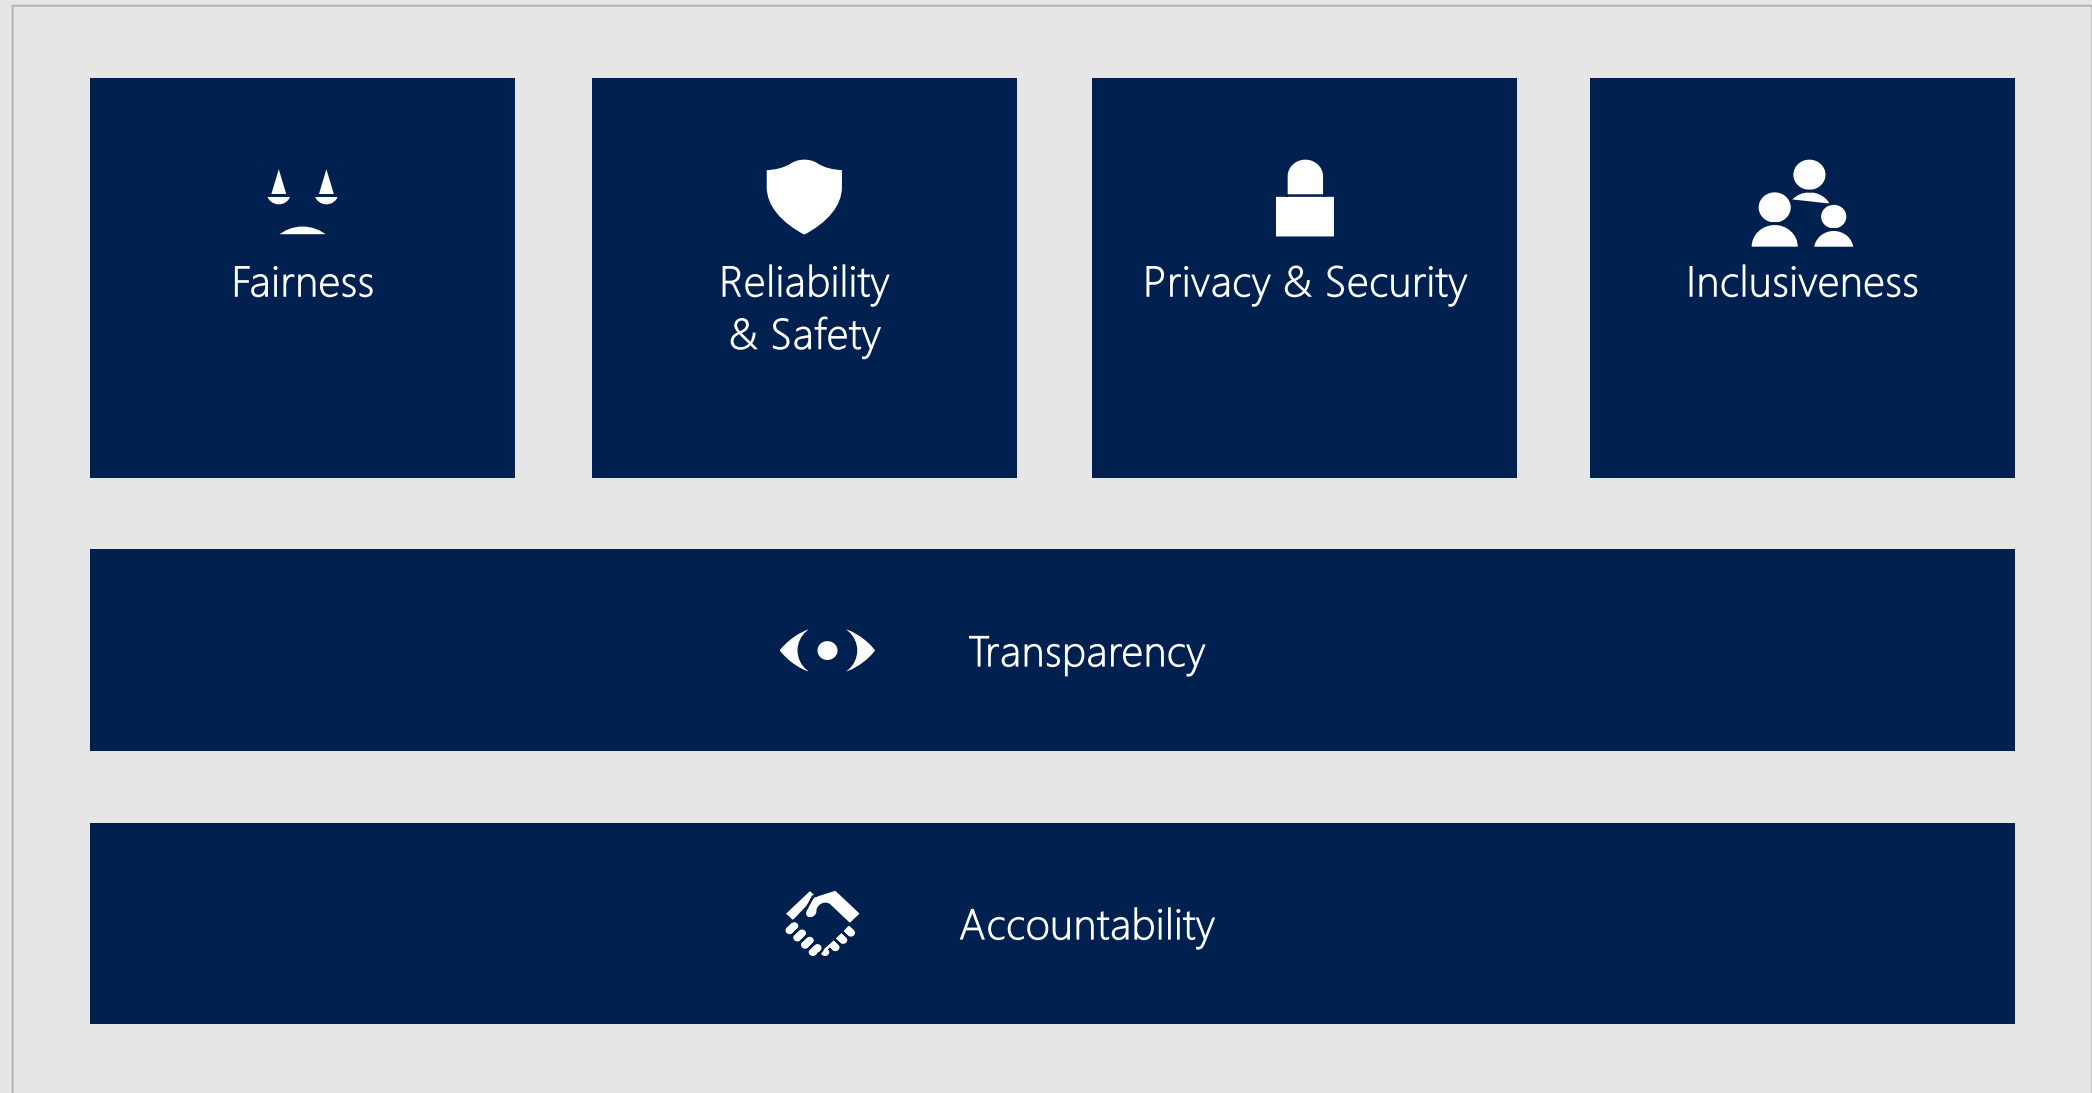 Fairness
Reliability
& Safety
Privacy & Security
Inclusiveness
Transparency
Accountability